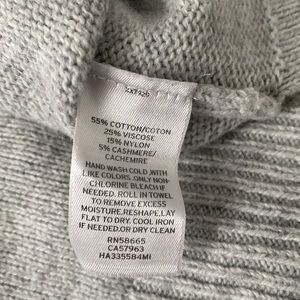 55% COTTON/COTON
25% VISCOSE
15% NYLON
5% CASHMERE/
CACHEMIRE
HAND WASH COLD ,WITH
LIKE COLORS .ONLY NON-
CHLORINE BLEACH IF
NEEDED. ROLL IN TOWEL
TO REMOVE EXCESS
MOISTURE.RESHAPE,LAY
FLAT TO DRY. COOL IRON
IF NEEDED.OR DRY CLEAN
RN58665
CA57963
HA335584MI